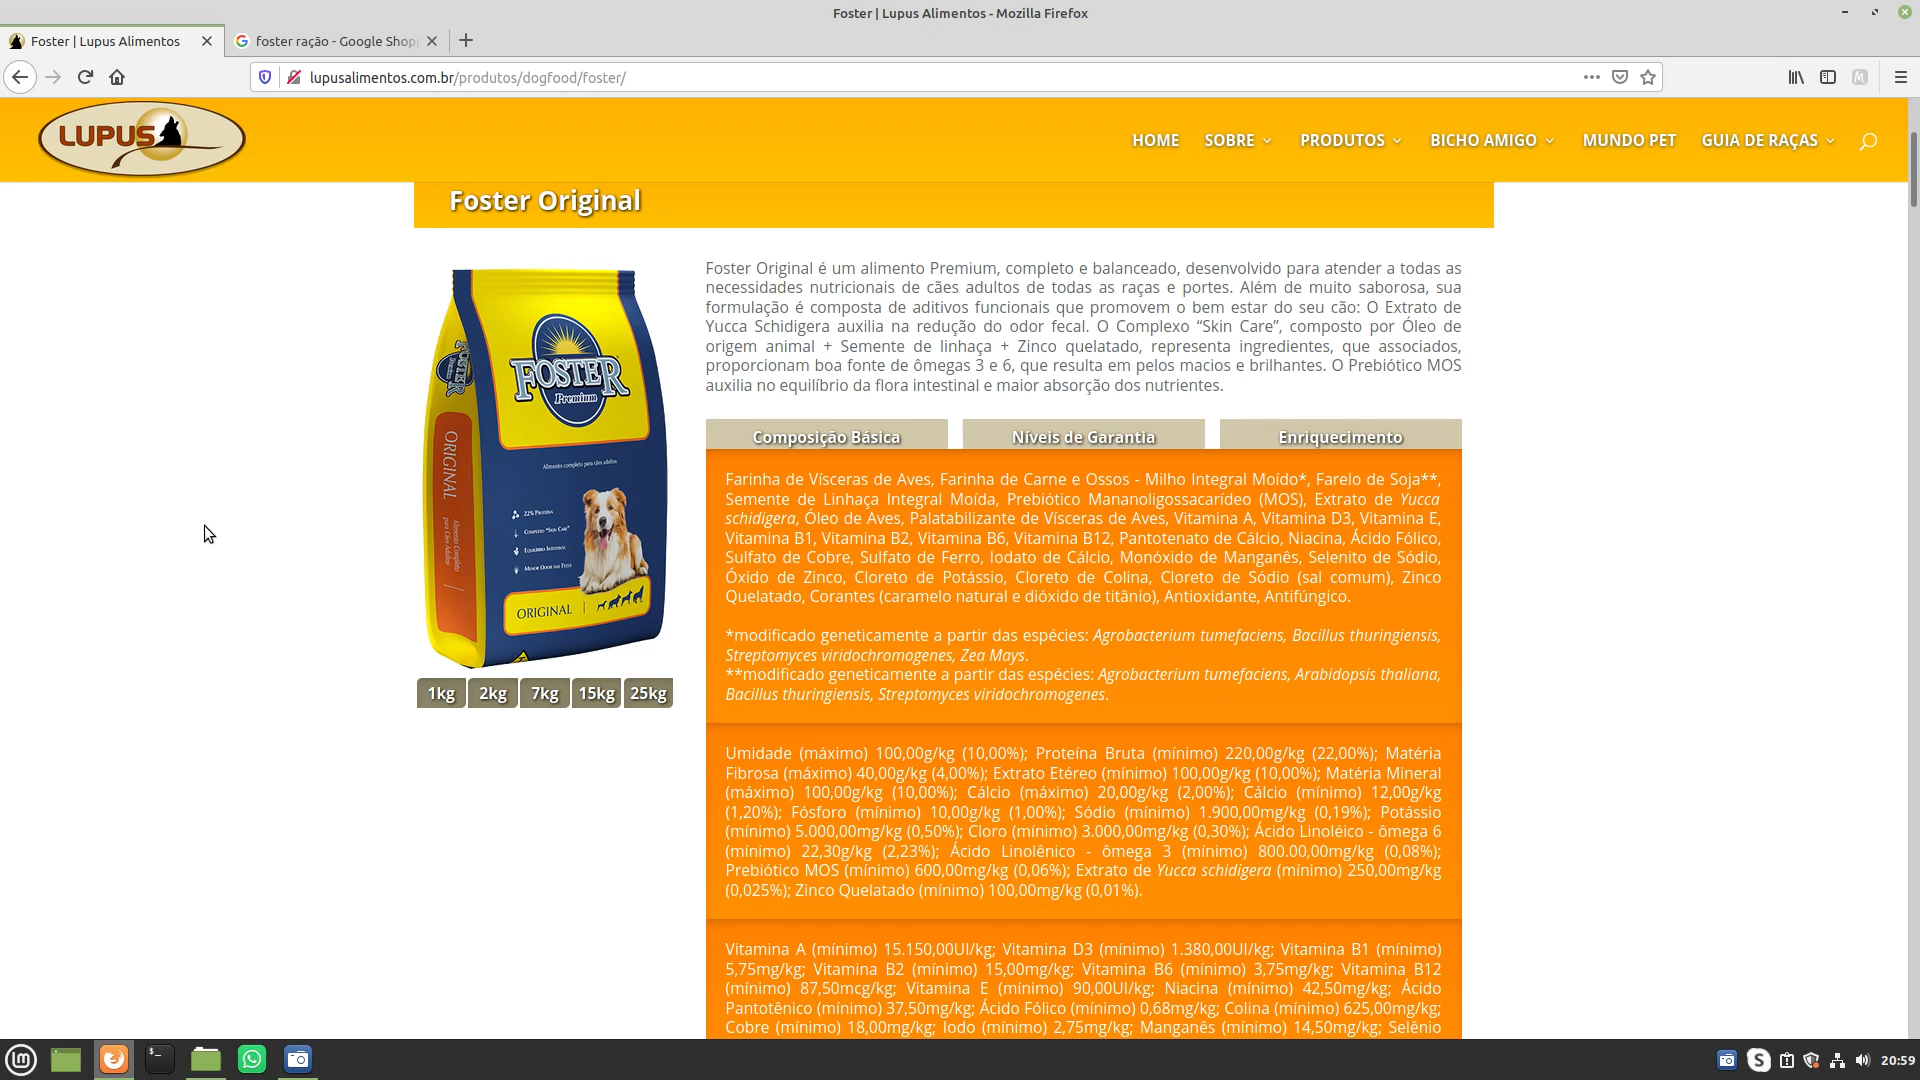 Foster | Lupus Alimentos - Mozilla Firefox
Foster | Lupus Alimentos
foster ração - Google Shop
lupusalimentos.com.br/produtos/dogfood/foster/
LUPUS
HOME SOBRE PRODUTOS BICHO AMIGO MUNDO PET GUIA DE RAÇAS
Foster Original
Foster Original é um alimento Premium, completo e balanceado, desenvolvido para atender a todas as
necessidades nutricionais de cães adultos de todas as raças e portes. Além de muito saborosa, sua
formulação é composta de aditivos funcionais que promovem o bem estar do seu cão: O Extrato de
Yucca Schidigera auxilia na redução do odor fecal. O Complexo “Skin Care”, composto por Óleo de
origem animal + Semente de linhaça + Zinco quelatado, representa ingredientes, que associados,
proporcionam boa fonte de ômegas 3 e 6, que resulta em pelos macios e brilhantes. O Prebiótico MOS
auxilia no equilíbrio da flora intestinal e maior absorção dos nutrientes.
FOSTER
Premium
Alimento completo para cães adultos
22% Proteína
Complexo "Skin Care"
Equilíbrio Intestinal
Menor Odor das Fezes
ORIGINAL
FOSTER
ORIGINAL
Alimento Completo
para Cães Adultos
1kg 2kg 7kg 15kg 25kg
Composição Básica Níveis de Garantia Enriquecimento
Farinha de Vísceras de Aves, Farinha de Carne e Ossos - Milho Integral Moído*, Farelo de Soja**,
Semente de Linhaça Integral Moída, Prebiótico Mananoligossacarídeo (MOS), Extrato de Yucca
schidigera, Óleo de Aves, Palatabilizante de Vísceras de Aves, Vitamina A, Vitamina D3, Vitamina E,
Vitamina B1, Vitamina B2, Vitamina B6, Vitamina B12, Pantotenato de Cálcio, Niacina, Ácido Fólico,
Sulfato de Cobre, Sulfato de Ferro, Iodato de Cálcio, Monóxido de Manganês, Selenito de Sódio,
Óxido de Zinco, Cloreto de Potássio, Cloreto de Colina, Cloreto de Sódio (sal comum), Zinco
Quelatado, Corantes (caramelo natural e dióxido de titânio), Antioxidante, Antifúngico.
*modificado geneticamente a partir das espécies: Agrobacterium tumefaciens, Bacillus thuringiensis,
Streptomyces viridochromogenes, Zea Mays.
**modificado geneticamente a partir das espécies: Agrobacterium tumefaciens, Arabidopsis thaliana,
Bacillus thuringiensis, Streptomyces viridochromogenes.
Umidade (máximo) 100,00g/kg (10,00%); Proteína Bruta (mínimo) 220,00g/kg (22,00%); Matéria
Fibrosa (máximo) 40,00g/kg (4,00%); Extrato Etéreo (mínimo) 100,00g/kg (10,00%); Matéria Mineral
(máximo) 100,00g/kg (10,00%); Cálcio (máximo) 20,00g/kg (2,00%); Cálcio (mínimo) 12,00g/kg
(1,20%); Fósforo (mínimo) 10,00g/kg (1,00%); Sódio (mínimo) 1.900,00mg/kg (0,19%); Potássio
(mínimo) 5.000,00mg/kg (0,50%); Cloro (mínimo) 3.000,00mg/kg (0,30%); Ácido Linoléico - ômega 6
(mínimo) 22,30g/kg (2,23%); Ácido Linolênico - ômega 3 (mínimo) 800.00,00mg/kg (0,08%);
Prebiótico MOS (mínimo) 600,00mg/kg (0,06%); Extrato de Yucca schidigera (mínimo) 250,00mg/kg
(0,025%); Zinco Quelatado (mínimo) 100,00mg/kg (0,01%).
Vitamina A (mínimo) 15.150,00UI/kg; Vitamina D3 (mínimo) 1.380,00UI/kg; Vitamina B1 (mínimo)
5,75mg/kg; Vitamina B2 (mínimo) 15,00mg/kg; Vitamina B6 (mínimo) 3,75mg/kg; Vitamina B12
(mínimo) 87,50mcg/kg; Vitamina E (mínimo) 90,00UI/kg; Niacina (mínimo) 42,50mg/kg; Ácido
Pantotênico (mínimo) 37,50mg/kg; Ácido Fólico (mínimo) 0,68mg/kg; Colina (mínimo) 625,00mg/kg;
Cobre (mínimo) 18,00mg/kg; Iodo (mínimo) 2,75mg/kg; Manganês (mínimo) 14,50mg/kg; Selênio
20:59